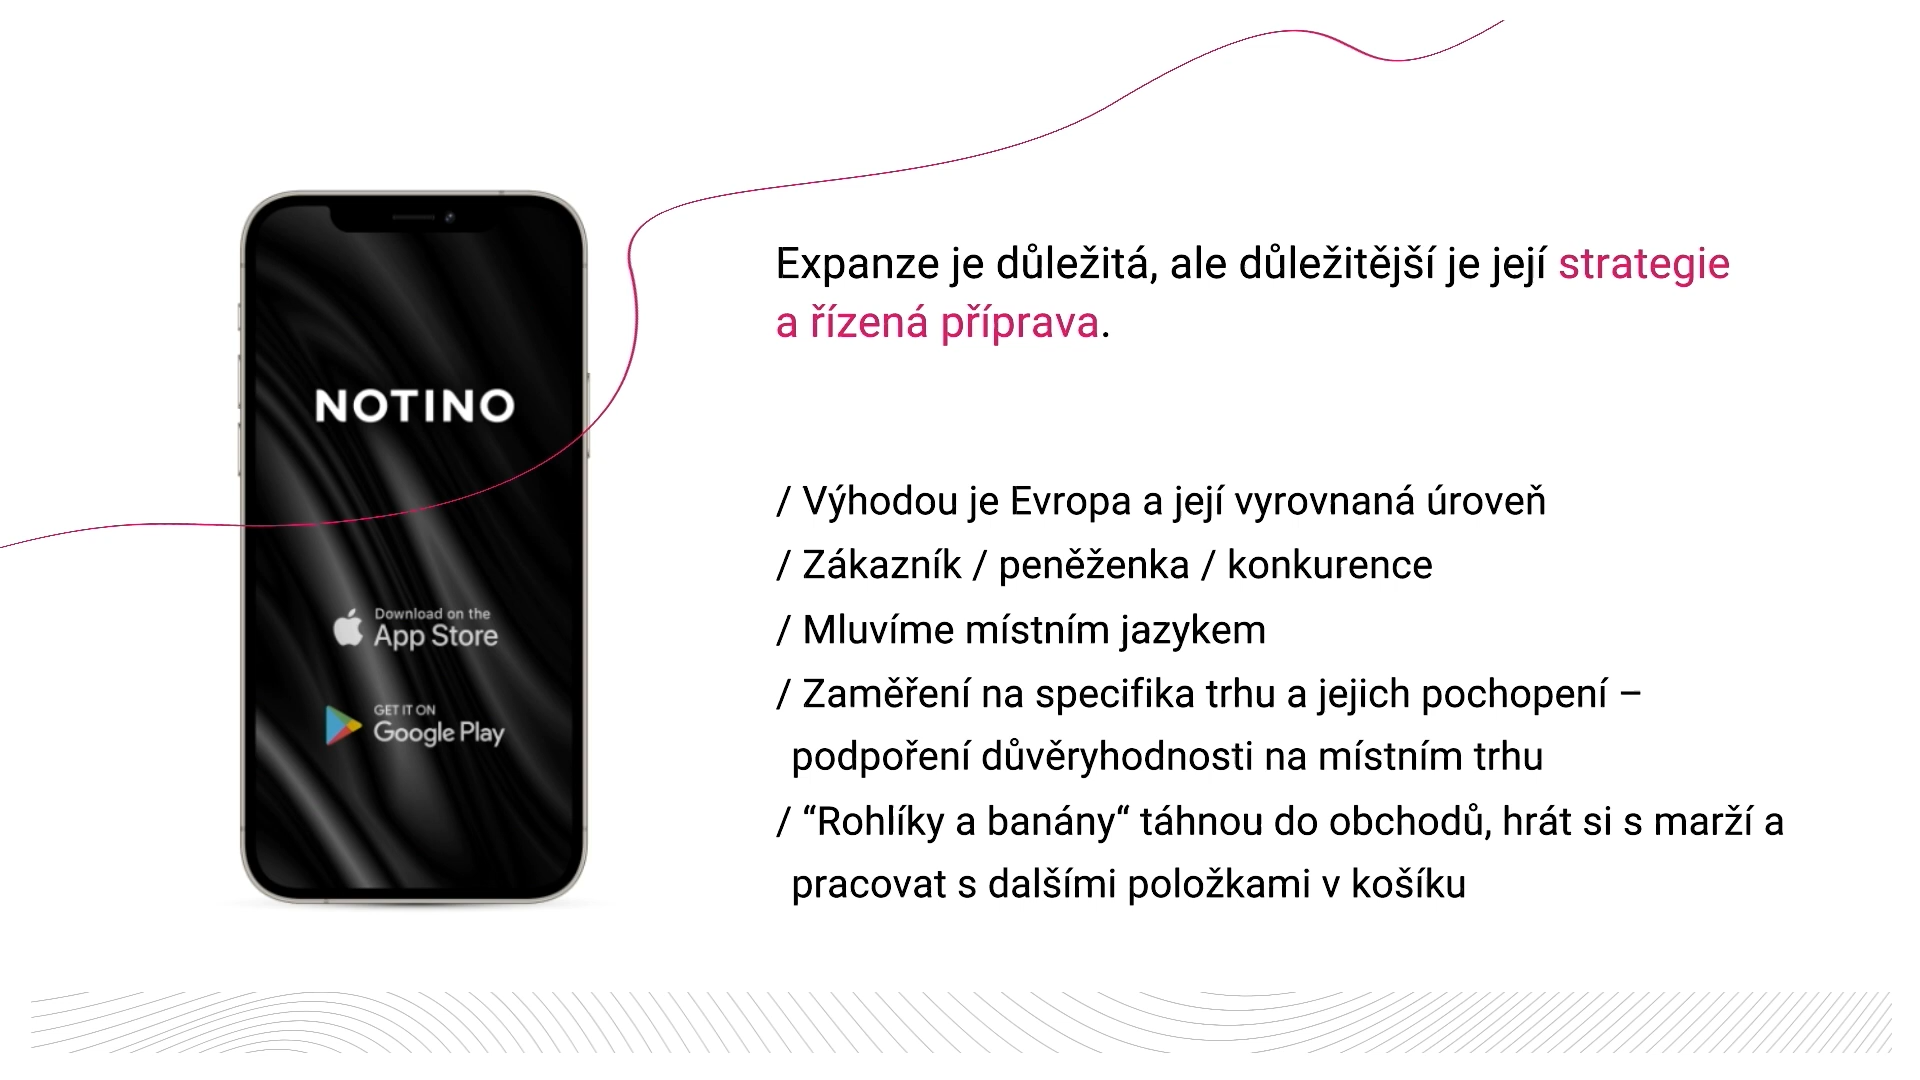 NOTINO
Download on the
App Store
GET IT ON
Google Play
Expanze je důležitá, ale důležitější je její strategie
a řízená příprava.
/ Výhodou je Evropa a její vyrovnaná úroveň
/ Zákazník / peněženka / konkurence
/ Mluvíme místním jazykem
/ Zaměření na specifika trhu a jejich pochopení –
podpoření důvěryhodnosti na místním trhu
/ “Rohlíky a banány“ táhnou do obchodů, hrát si s marží a
pracovat s dalšími položkami v košíku